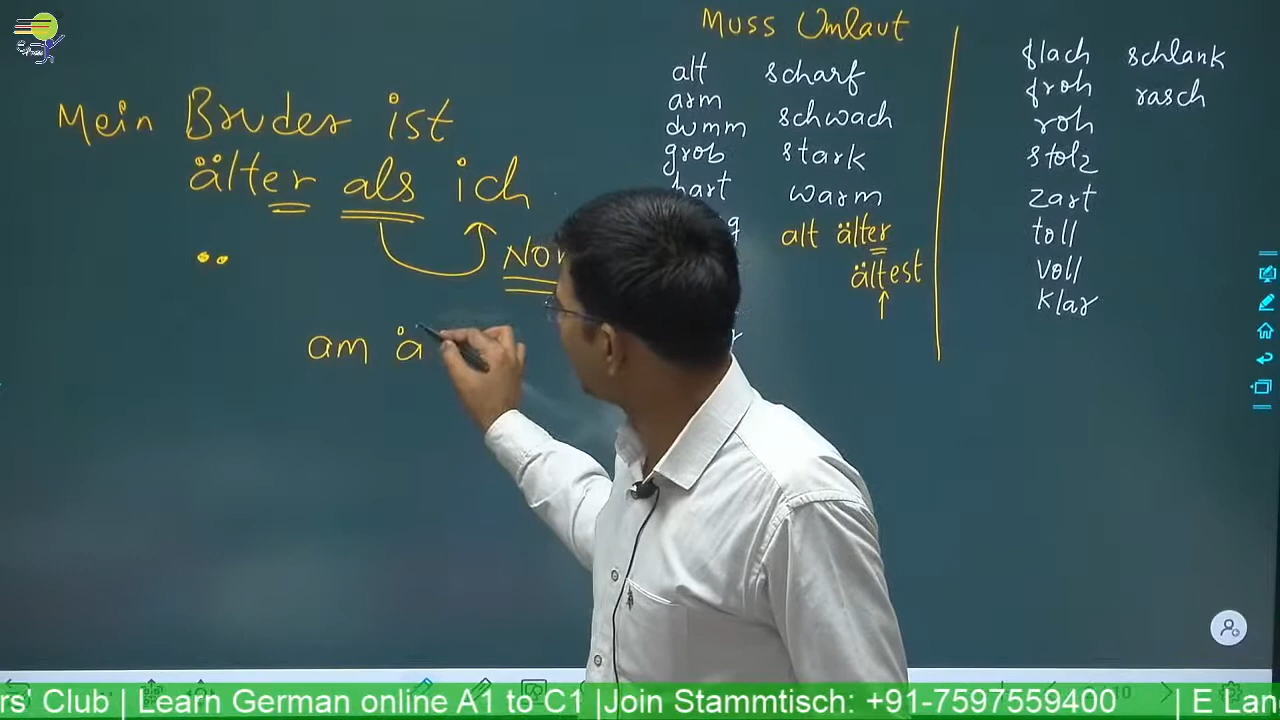 Mein Bruder ist
älter als ich
am
Muss Umlaut
alt scharf
arm schwach
dumm stark
grob warm
hart
alt älter
ältest
flach schlank
froh rasch
roh
stolz
zart
toll
voll
klar
rs' Club | Learn German online A1 to C1 |Join Stammtisch: +91-7597559400 | E Lan